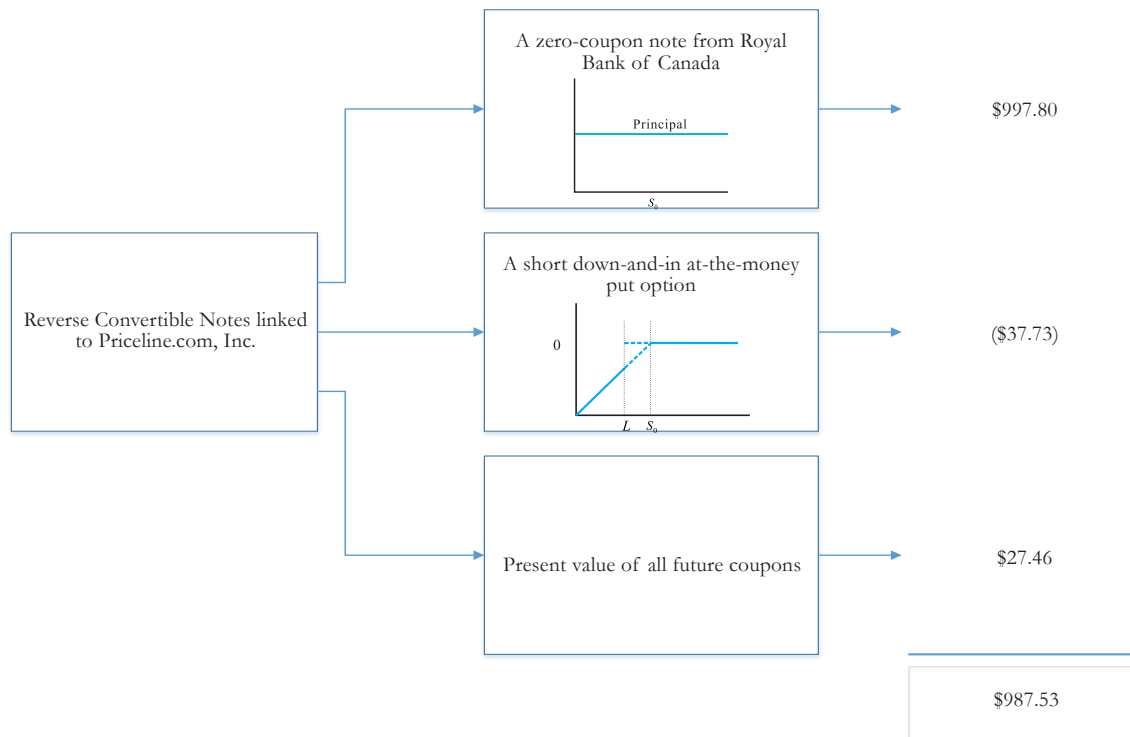 A zero-coupon note from Royal
Bank of Canada
Principal
S₀
$997.80
Reverse Convertible Notes linked
to Priceline.com, Inc.
A short down-and-in at-the-money
put option
0
L S₀
($37.73)
Present value of all future coupons
$27.46
$987.53